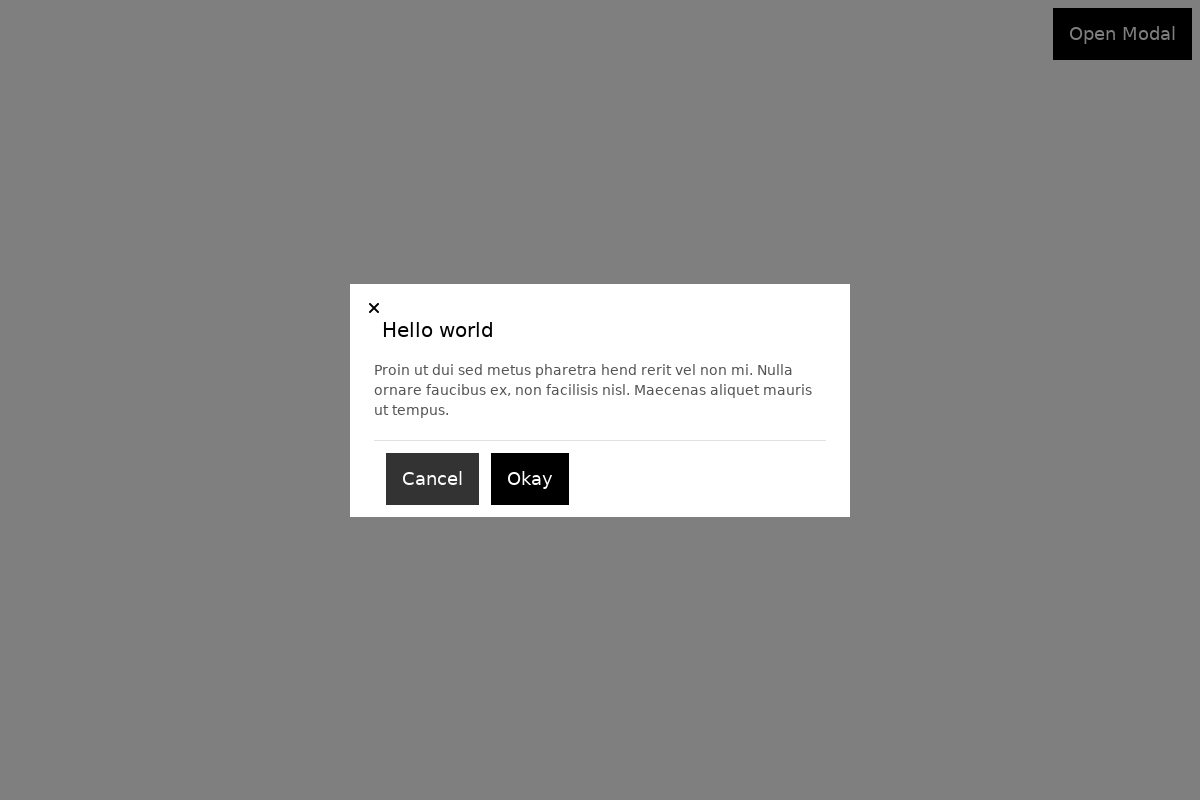 Open Modal
Hello world
Proin ut dui sed metus pharetra hend rerit vel non mi. Nulla
ornare faucibus ex, non facilisis nisl. Maecenas aliquet mauris
ut tempus.
Cancel
Okay